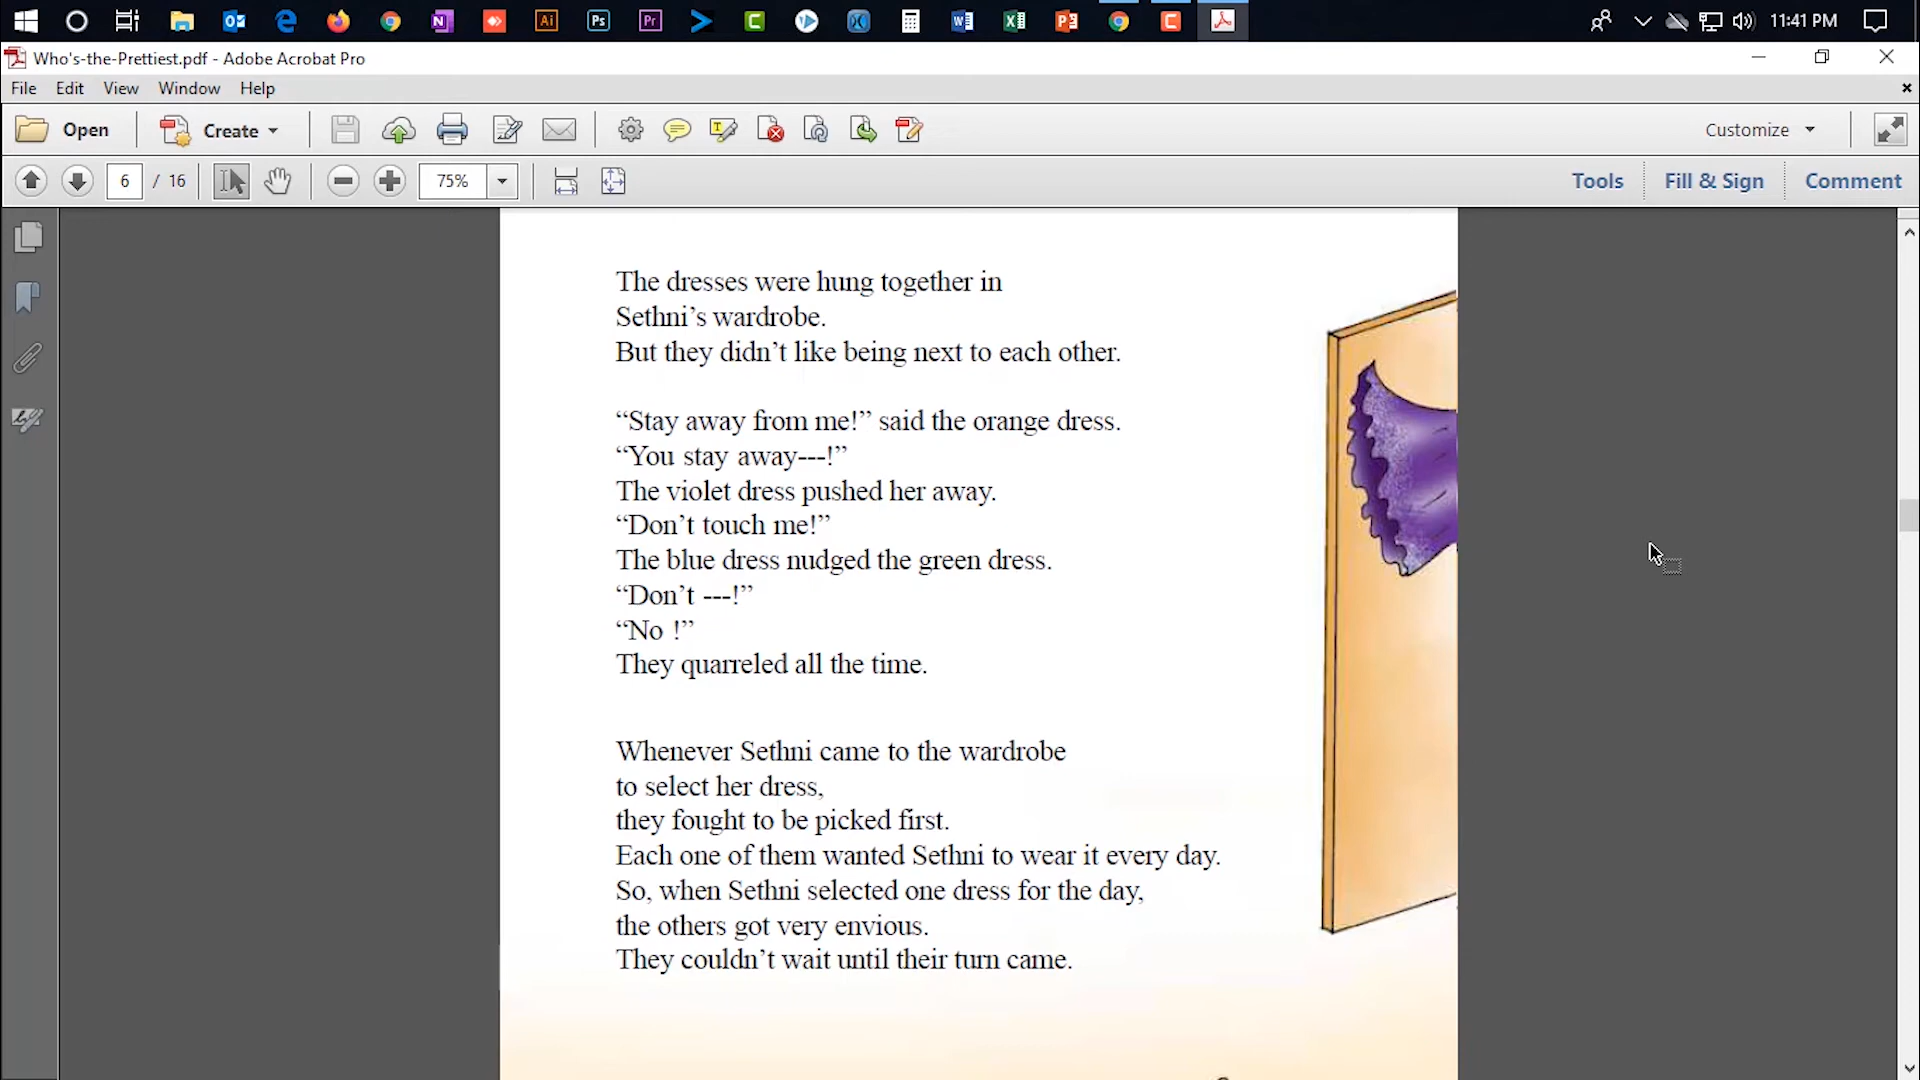 11:41 PM
Who's-the-Prettiest.pdf - Adobe Acrobat Pro
File Edit View Window Help
Open Create Customize
6 / 16 75% Tools Fill & Sign Comment
The dresses were hung together in
Sethni’s wardrobe.
But they didn’t like being next to each other.
“Stay away from me!” said the orange dress.
“You stay away---!”
The violet dress pushed her away.
“Don’t touch me!”
The blue dress nudged the green dress.
“Don’t ---!”
“No !”
They quarreled all the time.
Whenever Sethni came to the wardrobe
to select her dress,
they fought to be picked first.
Each one of them wanted Sethni to wear it every day.
So, when Sethni selected one dress for the day,
the others got very envious.
They couldn’t wait until their turn came.